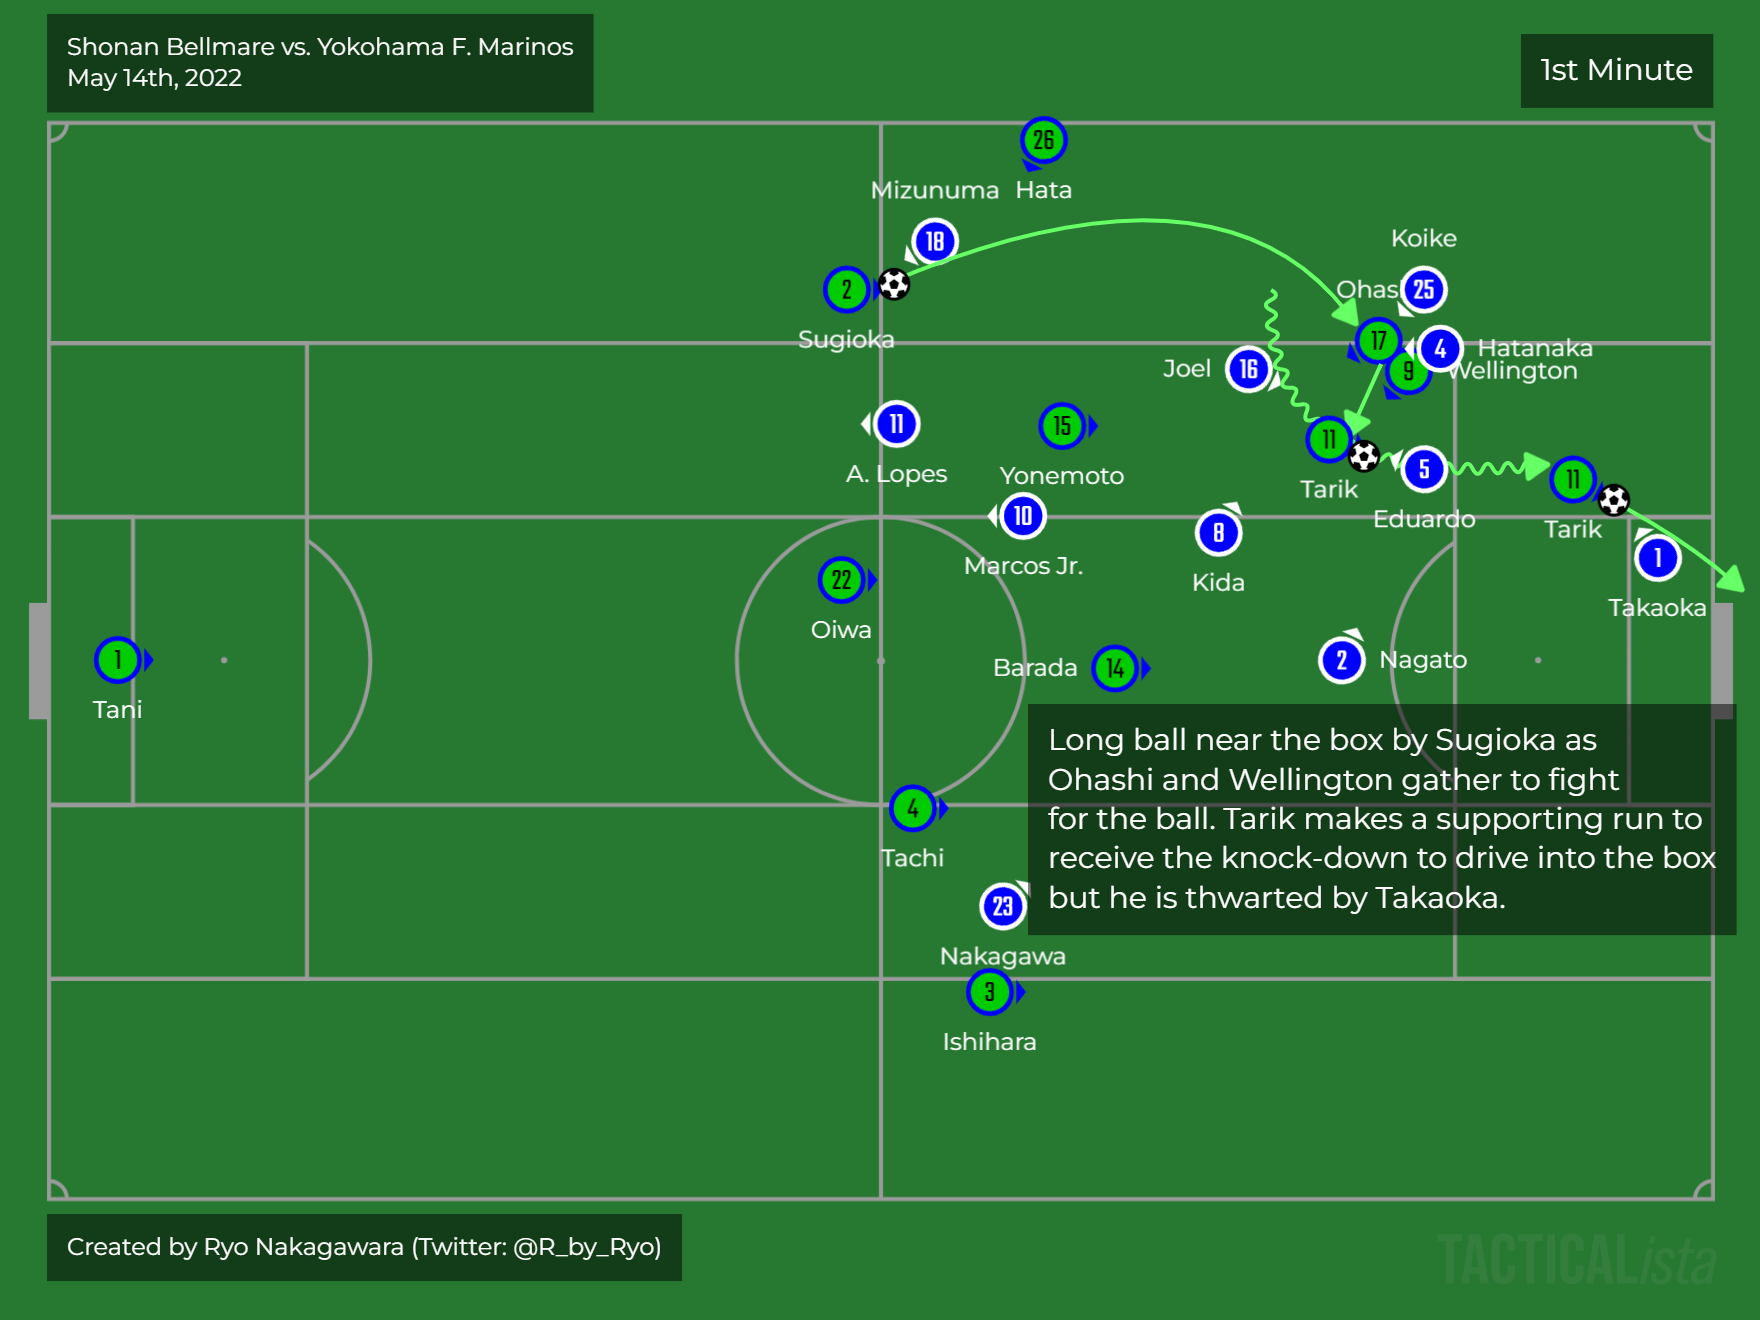 Shonan Bellmare vs. Yokohama F. Marinos
May 14th, 2022
1st Minute
26
Mizunuma
Hata
18
Koike
2
Sugioka
Ohas
25
17
4
Hatanaka
9
Wellington
Joel
16
11
A. Lopes
15
Yonemoto
11
Tarik
5
Eduardo
11
Tarik
10
Marcos Jr.
8
Kida
1
Takaoka
22
Oiwa
1
Tani
Barada
14
2
Nagato
4
Tachi
Long ball near the box by Sugioka as
Ohashi and Wellington gather to fight
for the ball. Tarik makes a supporting run to
receive the knock-down to drive into the box
but he is thwarted by Takaoka.
23
Nakagawa
3
Ishihara
Created by Ryo Nakagawara (Twitter: @R_by_Ryo)
TACTICALista